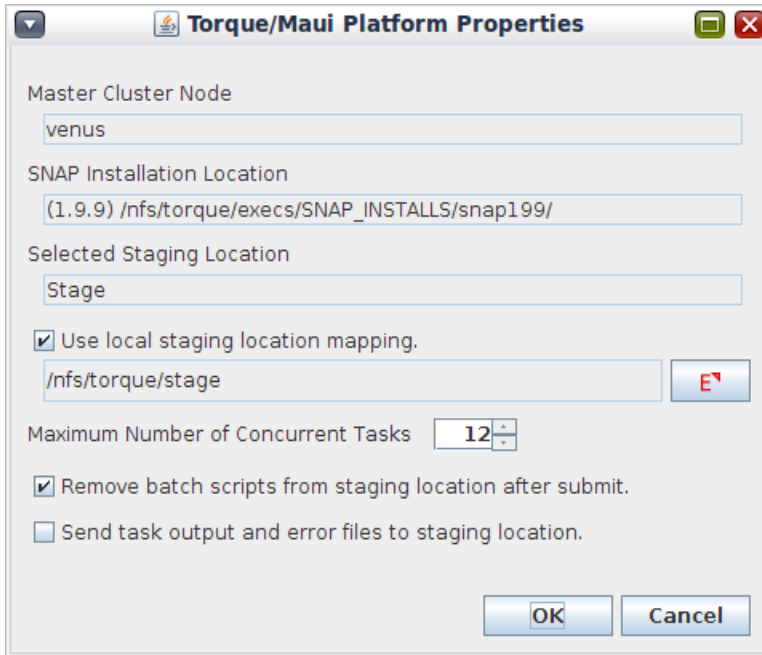 Torque/Maui Platform Properties
Master Cluster Node
venus
SNAP Installation Location
(1.9.9) /nfs/torque/execs/SNAP_INSTALLS/snap199/
Selected Staging Location
Stage
Use local staging location mapping.
/nfs/torque/stage
E
Maximum Number of Concurrent Tasks 12
Remove batch scripts from staging location after submit.
Send task output and error files to staging location.
OK Cancel